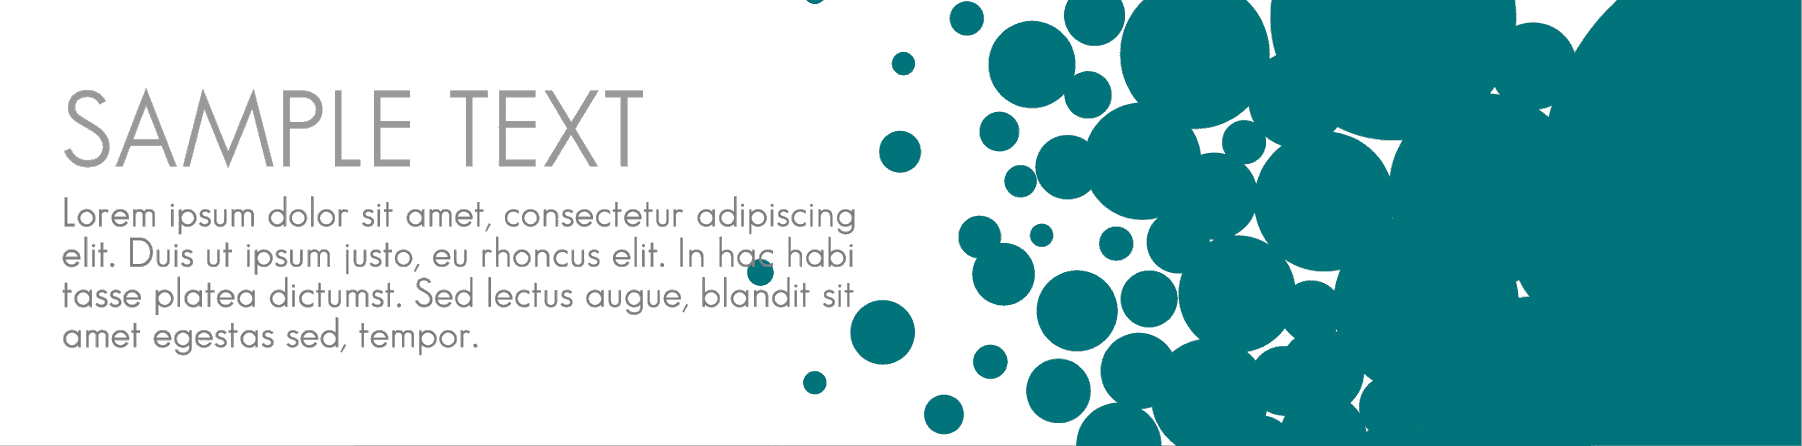 SAMPLE TEXT
Lorem ipsum dolor sit amet, consectetur adipiscing
elit. Duis ut ipsum justo, eu rhoncus elit. In hac habi
tasse platea dictumst. Sed lectus augue, blandit sit
amet egestas sed, tempor.